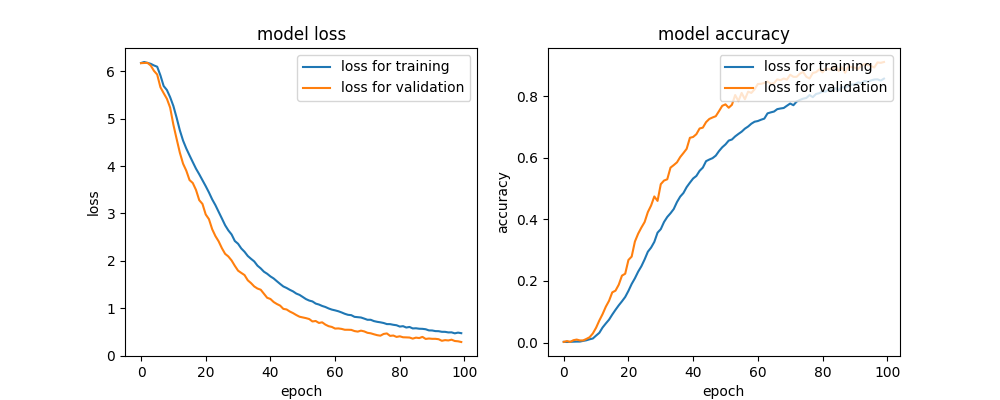 model loss
loss for training
loss for validation
6
5
4
3
2
1
0
loss
0 20 40 60 80 100
epoch
model accuracy
loss for training
loss for validation
0.8
0.6
0.4
0.2
0.0
accuracy
0 20 40 60 80 100
epoch